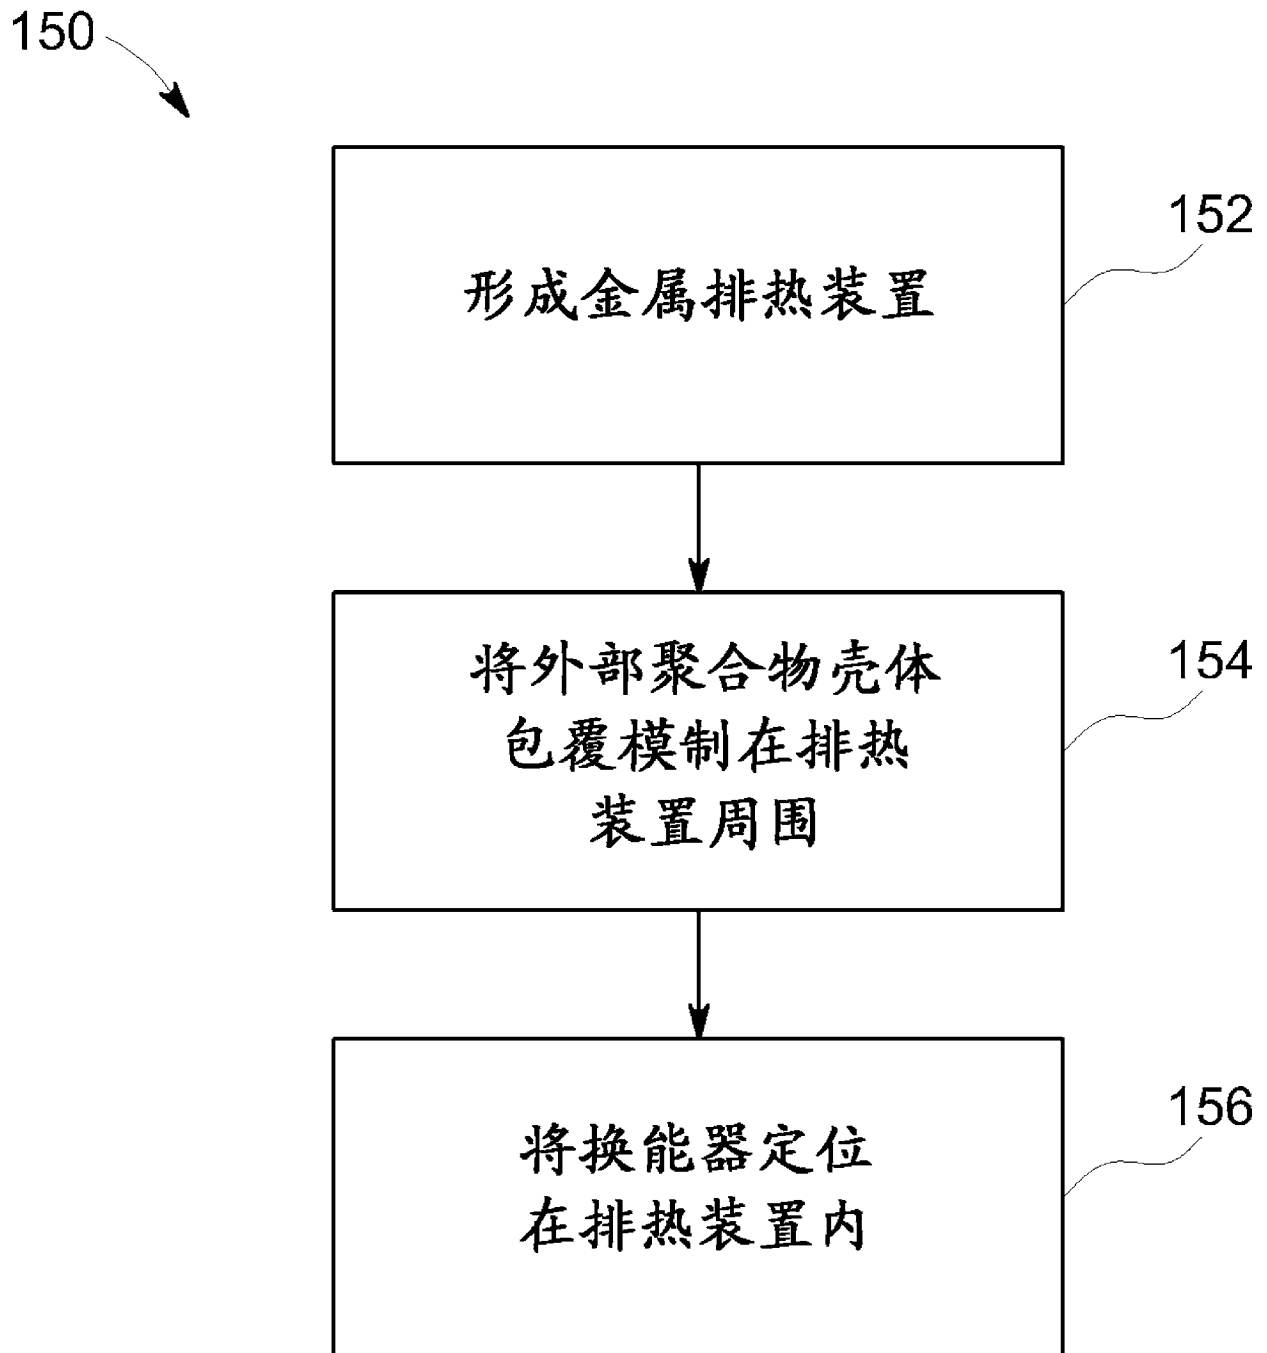 150
形成金属排热装置
152
将外部聚合物壳体
包覆模制在排热
装置周围
154
将换能器定位
在排热装置内
156